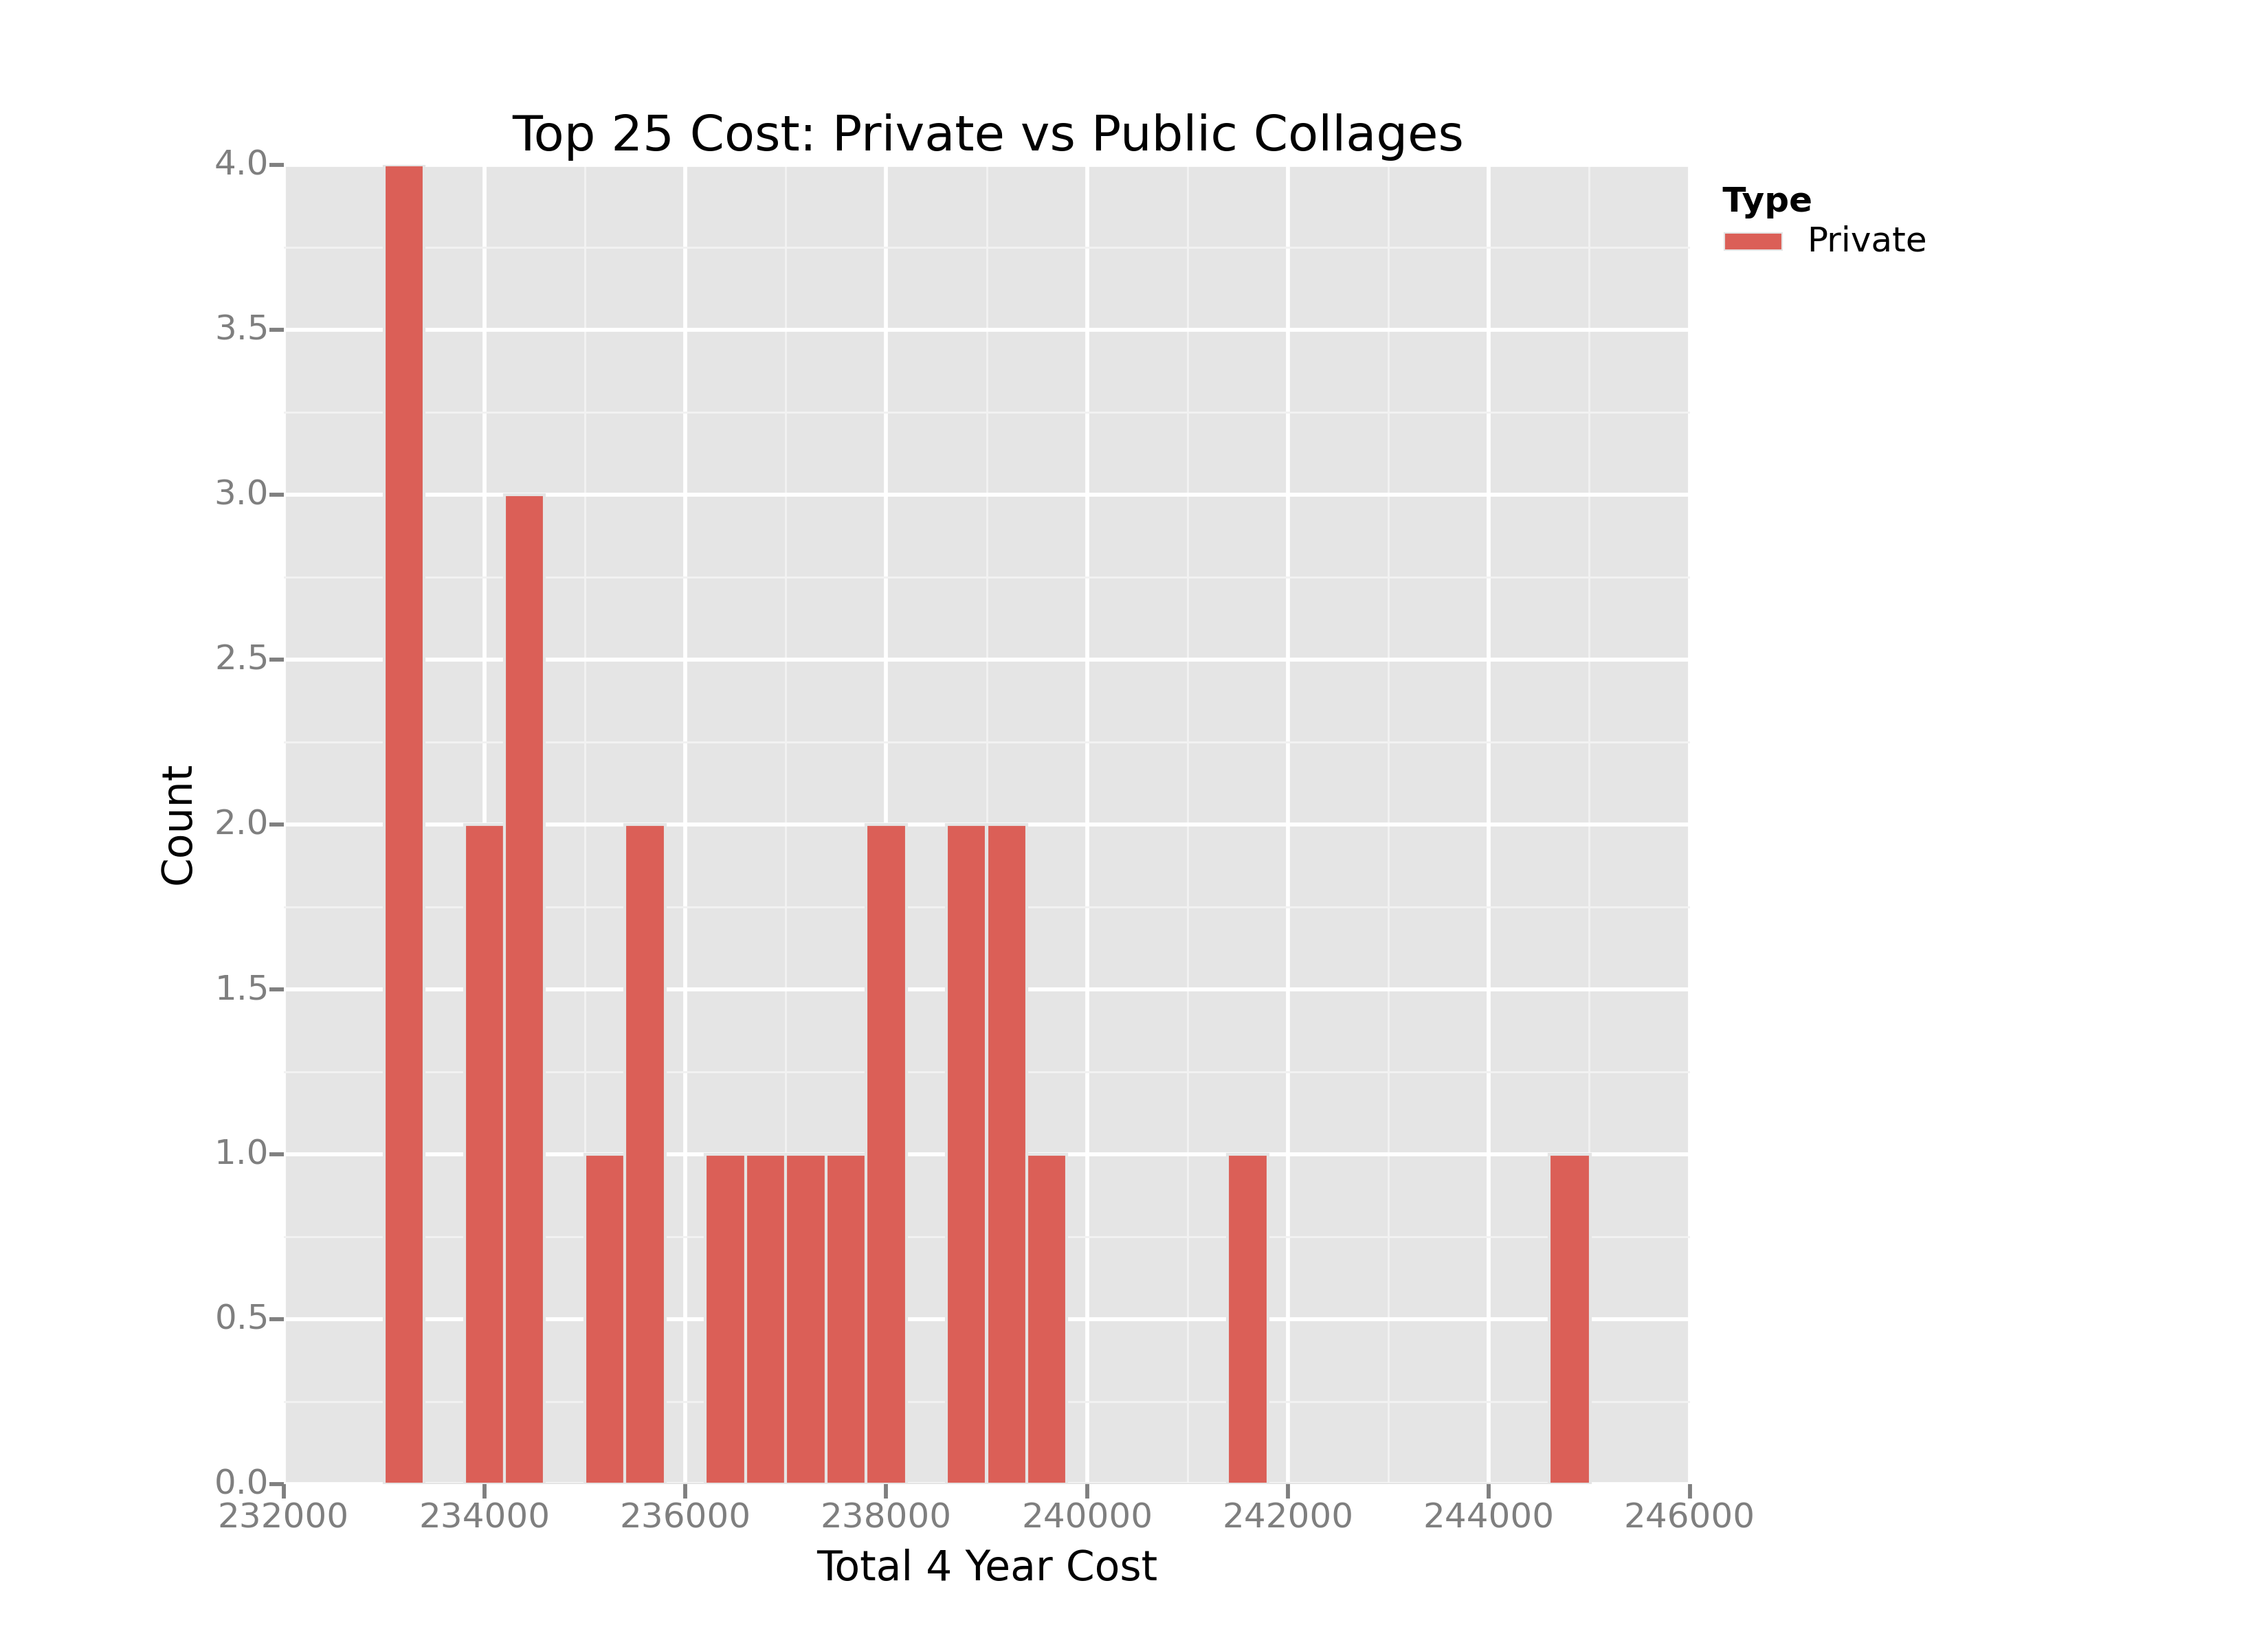 Top 25 Cost: Private vs Public Collages
Type
Private
Count
4.0
3.5
3.0
2.5
2.0
1.5
1.0
0.5
0.0
232000 234000 236000 238000 240000 242000 244000 246000
Total 4 Year Cost